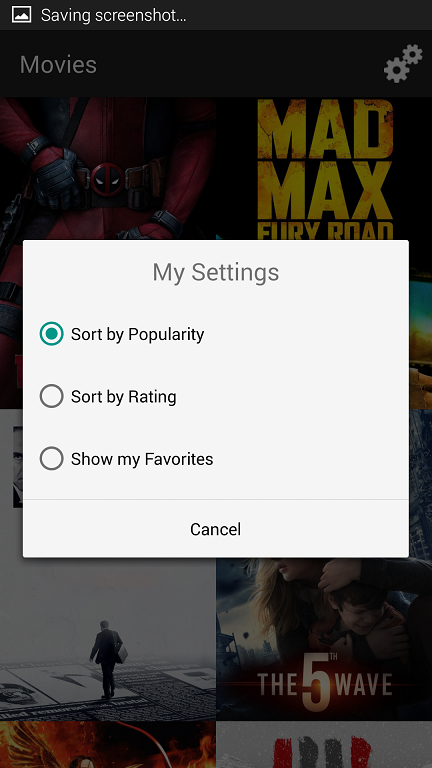 Saving screenshot...
Movies
MAD
MAX
FURY ROAD
My Settings
Sort by Popularity
Sort by Rating
Show my Favorites
Cancel
THE 5TH WAVE